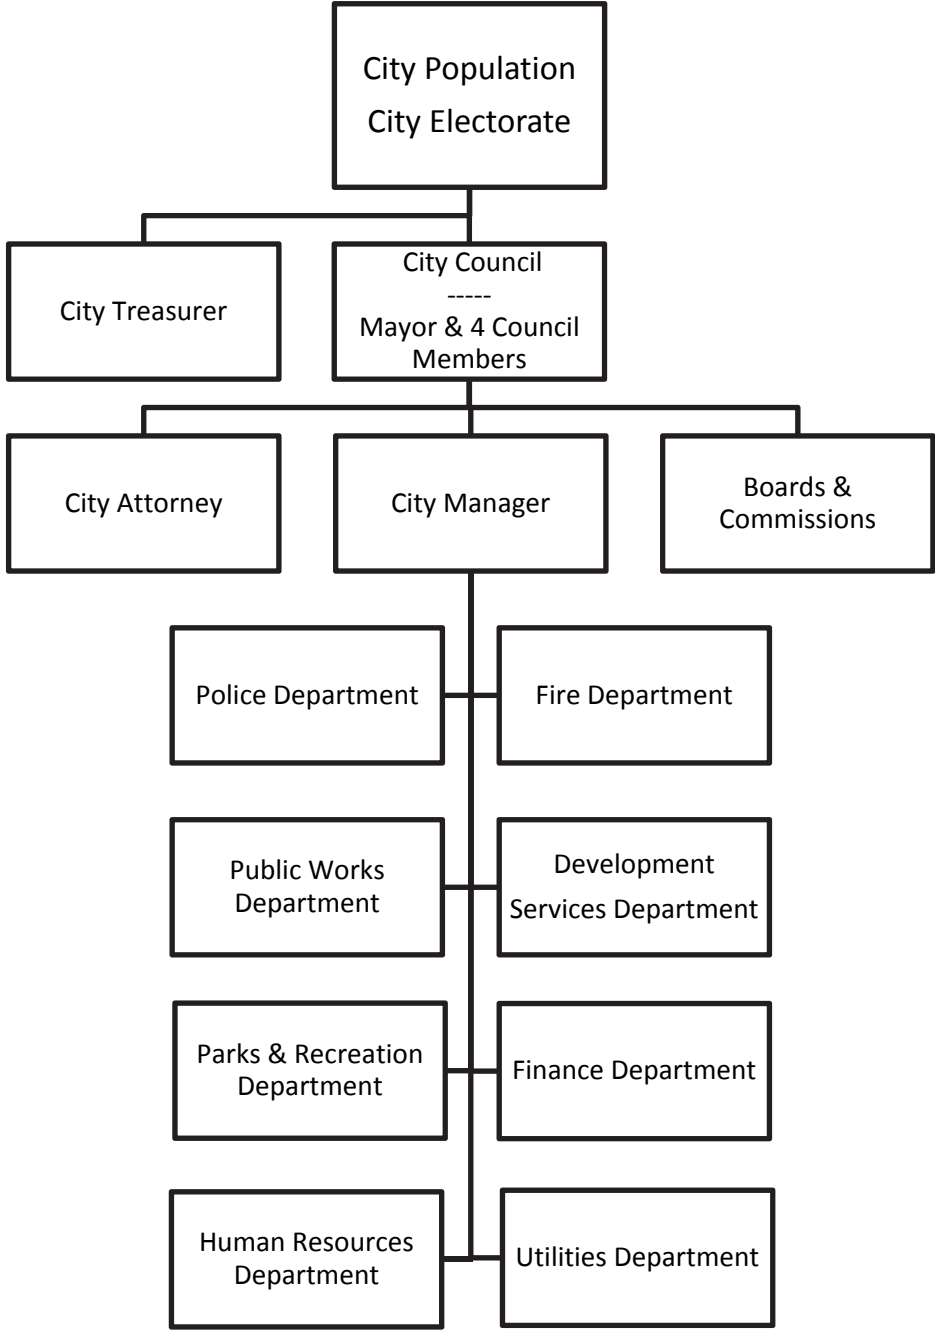 City Population
City Electorate
City Treasurer
City Council
-----
Mayor & 4 Council
Members
City Attorney
City Manager
Boards &
Commissions
Police Department
Fire Department
Public Works
Department
Development
Services Department
Parks & Recreation
Department
Finance Department
Human Resources
Department
Utilities Department